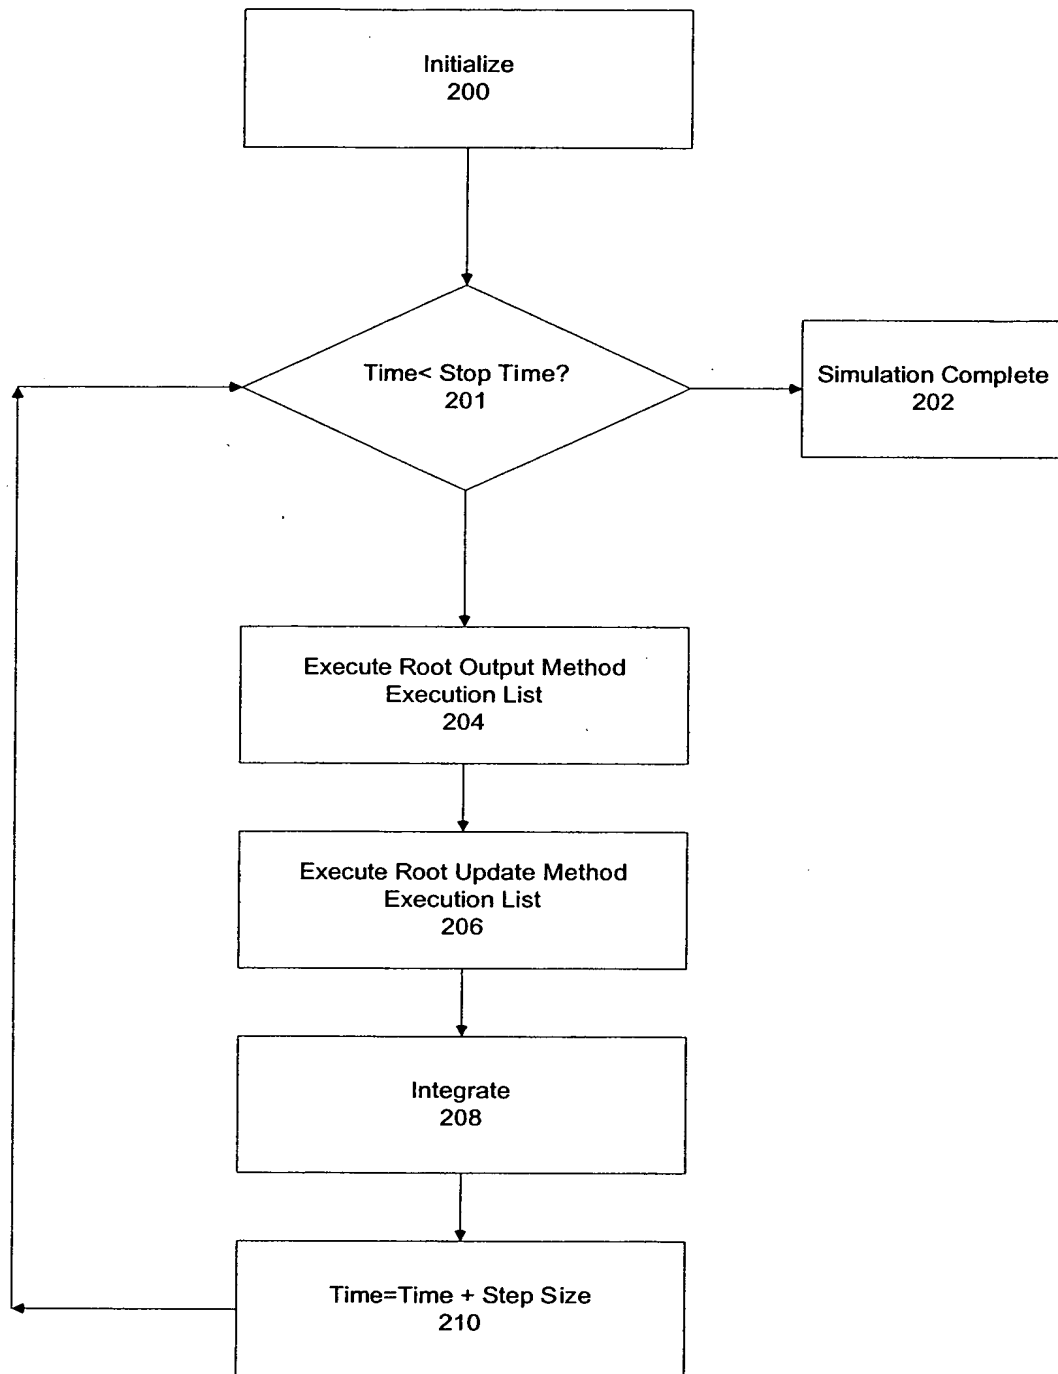 Initialize
200
Time< Stop Time?
201
Simulation Complete
202
Execute Root Output Method
Execution List
204
Execute Root Update Method
Execution List
206
Integrate
208
Time=Time + Step Size
210